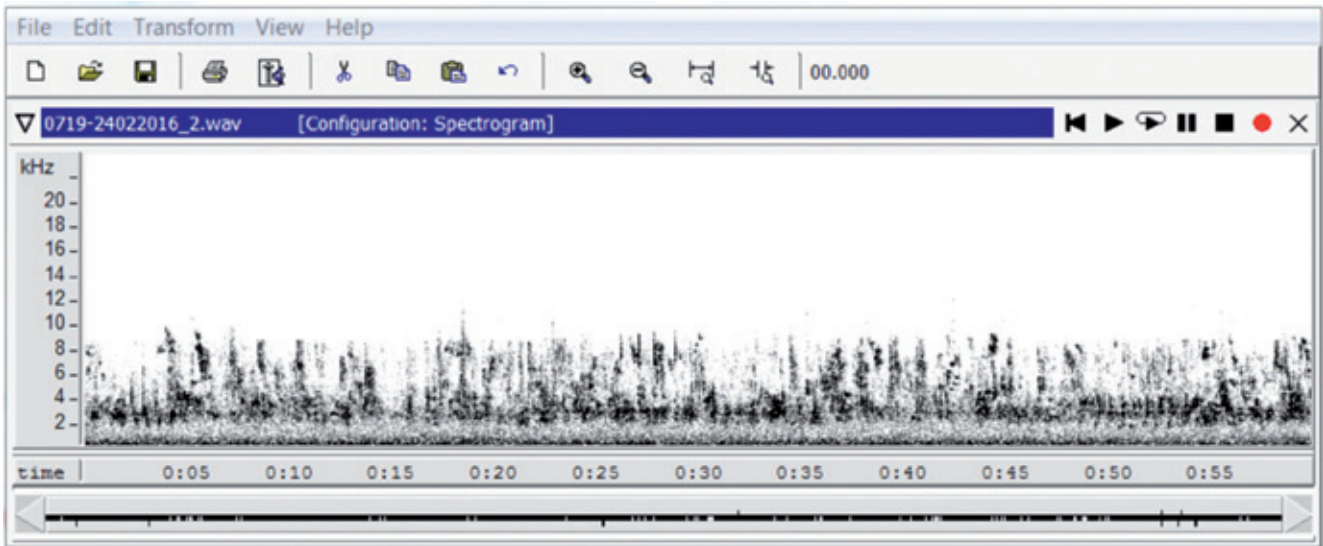 File Edit Transform View Help
00.000
0719-24022016_2.wav [Configuration: Spectrogram]
kHz
20
18
16
14
12
10
8
6
4
2
time 0:05 0:10 0:15 0:20 0:25 0:30 0:35 0:40 0:45 0:50 0:55